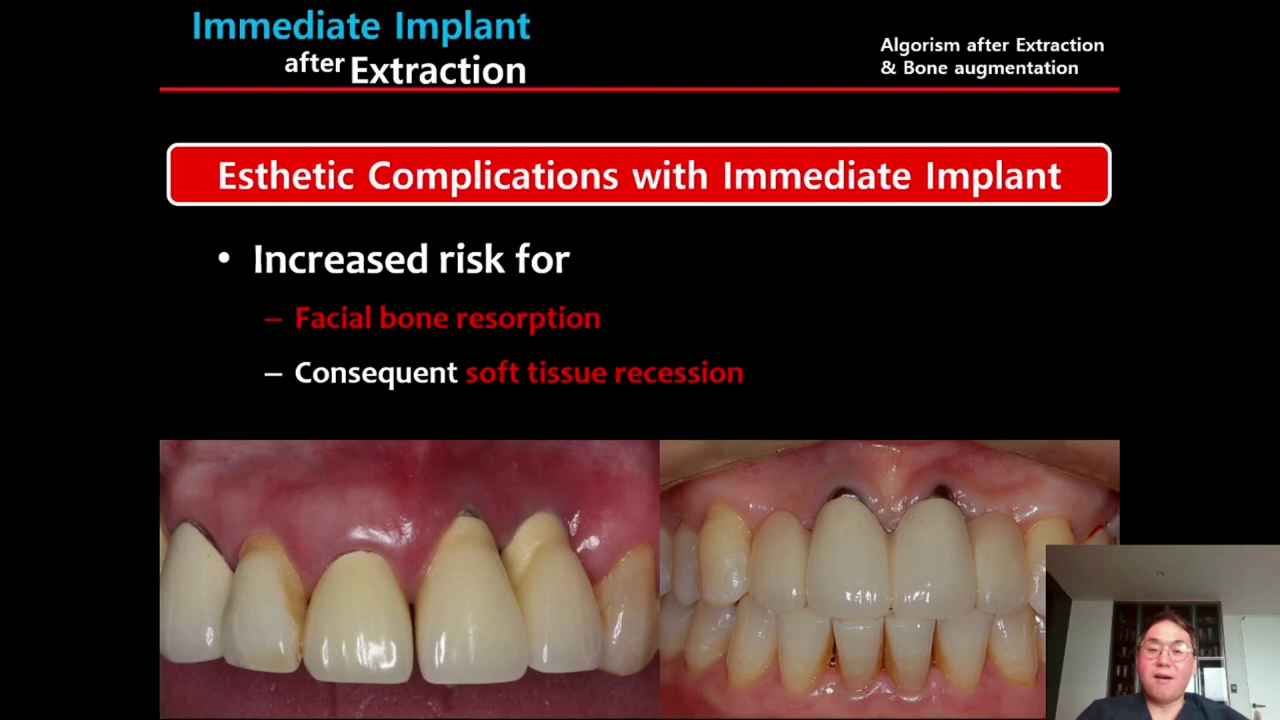 Immediate Implant
after Extraction
Algorism after Extraction
& Bone augmentation
Esthetic Complications with Immediate Implant
• Increased risk for
– Facial bone resorption
– Consequent soft tissue recession